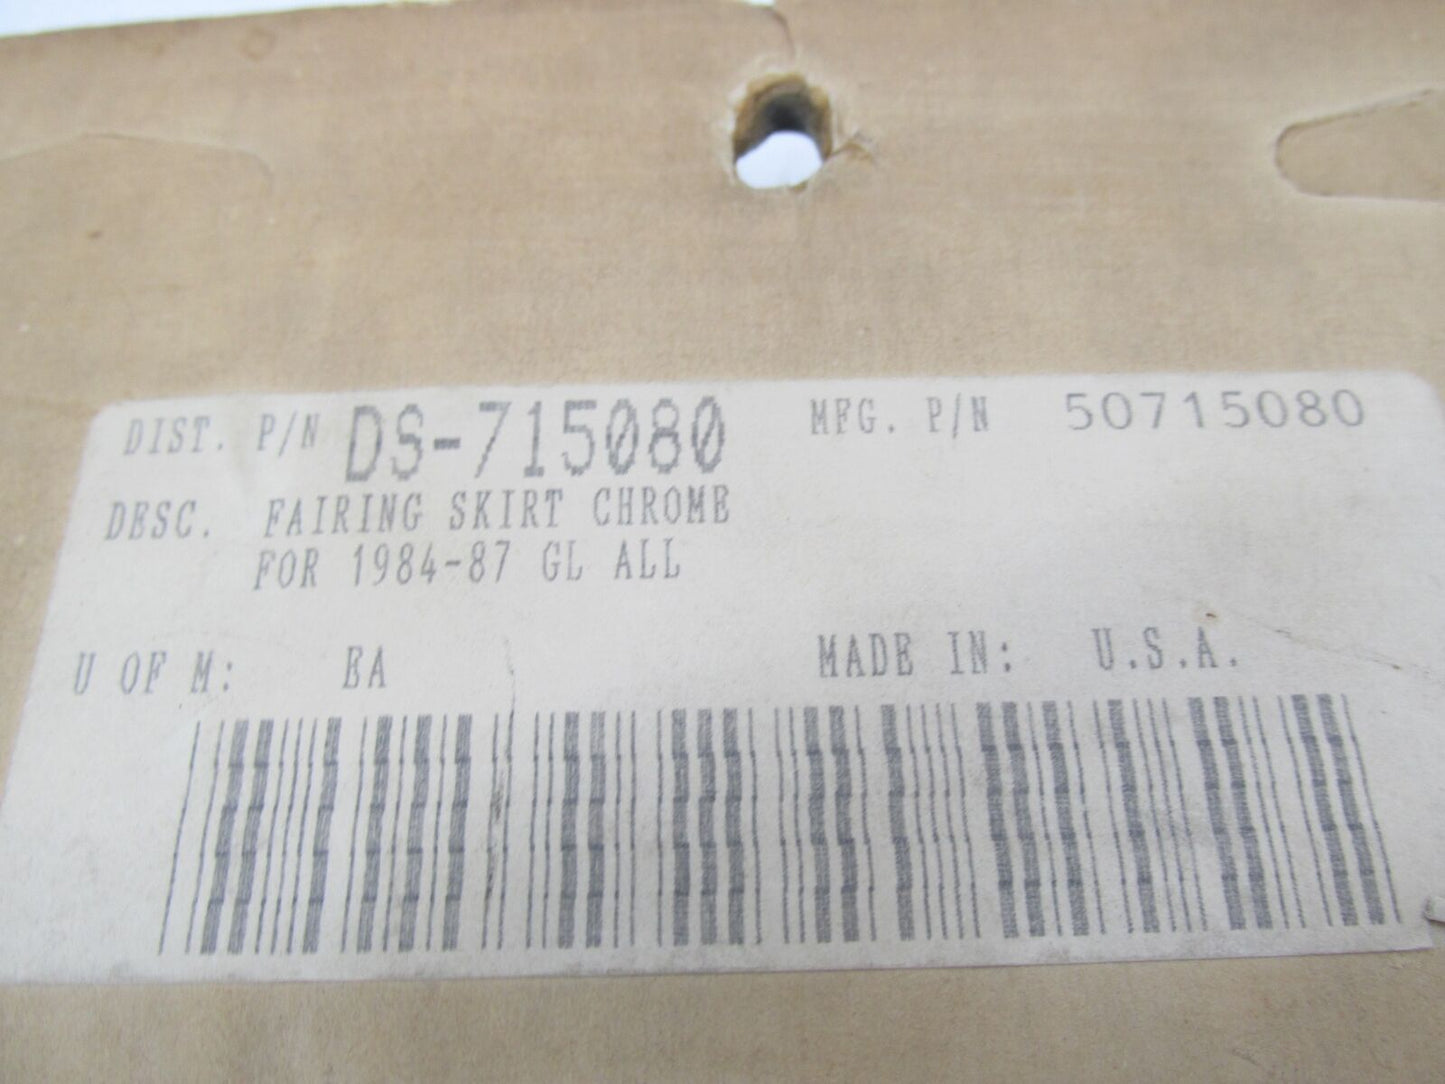 DIST. P/N DS-715080 MFG. P/N 50715080
DESC. FAIRING SKIRT CHROME
FOR 1984-87 GL ALL
U OF M: EA MADE IN: U.S.A.